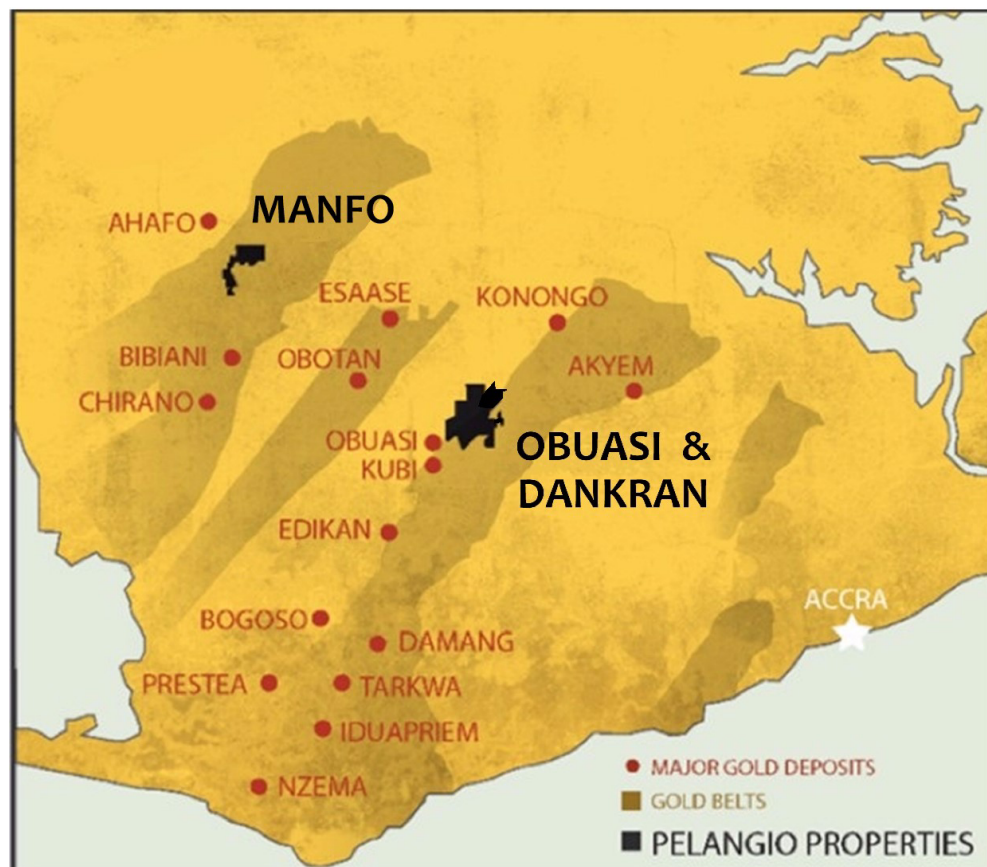 MANFO
AHAFO
ESAASE
KONONGO
BIBIANI
OBOTAN
AKYEM
CHIRANO
OBUASI
KUBI
OBUASI &
DANKRAN
EDIKAN
ACCRA
BOGOSO
DAMANG
PRESTEA
TARKWA
IDUAPRIEM
NZEMA
MAJOR GOLD DEPOSITS
GOLD BELTS
PELANGIO PROPERTIES